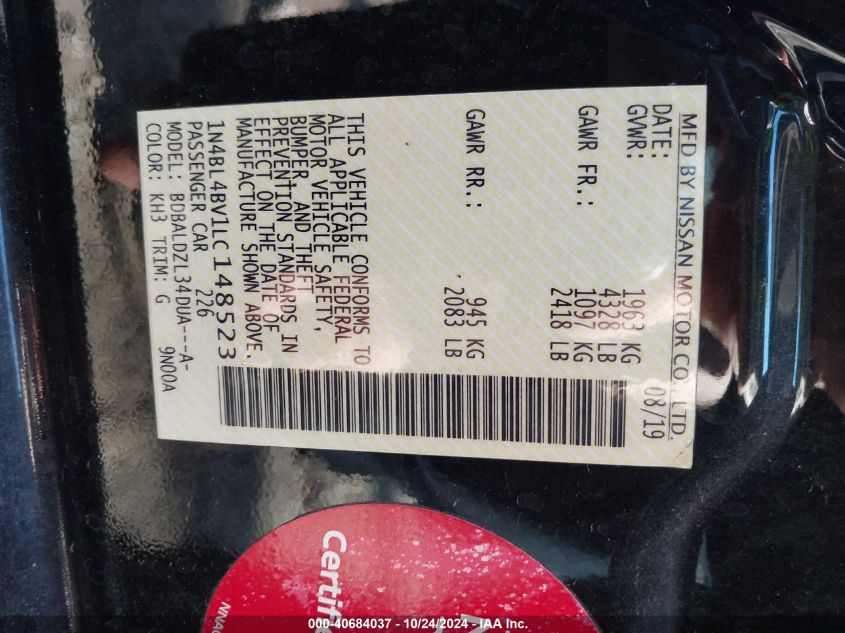 MFD BY NISSAN MOTOR CO., LTD.
DATE: 08/19
GVWR: 1963 KG
4328 LB
GAWR FR.: 1097 KG
2418 LB
GAWR RR.: 945 KG
2083 LB
THIS VEHICLE CONFORMS TO
ALL APPLICABLE FEDERAL
MOTOR VEHICLE SAFETY,
BUMPER, AND THEFT
PREVENTION STANDARDS IN
EFFECT ON THE DATE OF
MANUFACTURE SHOWN ABOVE.
1N4BL4BV1LC148523
PASSENGER CAR 226
MODEL: BDBALDZL34DUA---A-
COLOR: KH3 TRIM: G 9N00A
000-40684037 - 10/24/2024 - IAA Inc.